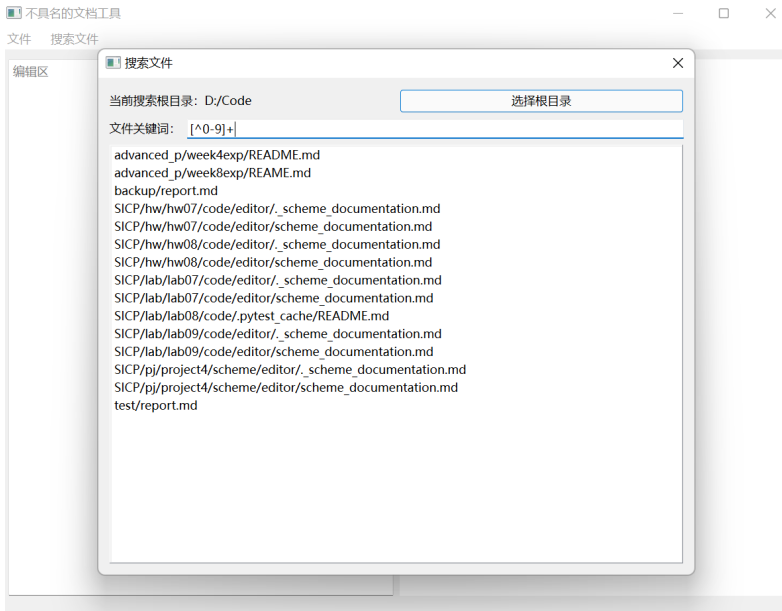 不具名的文档工具
文件 搜索文件
编辑区
搜索文件
当前搜索根目录：D:/Code 选择根目录
文件关键词： [^0-9]+
advanced_p/week4exp/README.md
advanced_p/week8exp/REAME.md
backup/report.md
SICP/hw/hw07/code/editor/._scheme_documentation.md
SICP/hw/hw07/code/editor/scheme_documentation.md
SICP/hw/hw08/code/editor/._scheme_documentation.md
SICP/hw/hw08/code/editor/scheme_documentation.md
SICP/lab/lab07/code/editor/._scheme_documentation.md
SICP/lab/lab07/code/editor/scheme_documentation.md
SICP/lab/lab08/code/.pytest_cache/README.md
SICP/lab/lab09/code/editor/._scheme_documentation.md
SICP/lab/lab09/code/editor/scheme_documentation.md
SICP/pj/project4/scheme/editor/._scheme_documentation.md
SICP/pj/project4/scheme/editor/scheme_documentation.md
test/report.md